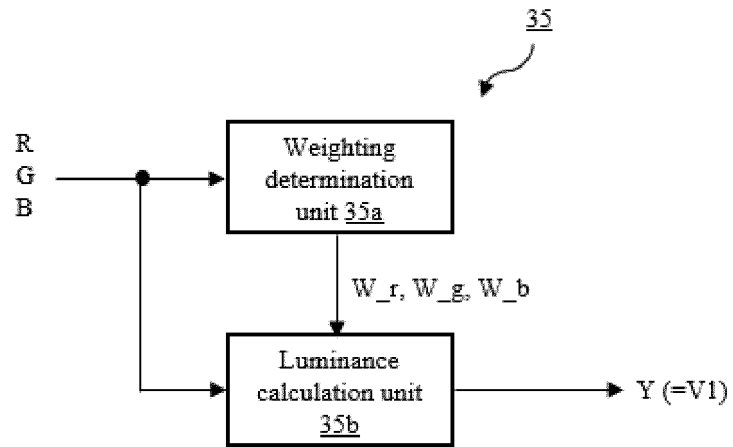 35
R
G
B
Weighting
determination
unit 35a
W_r, W_g, W_b
Luminance
calculation unit
35b
Y (=V1)